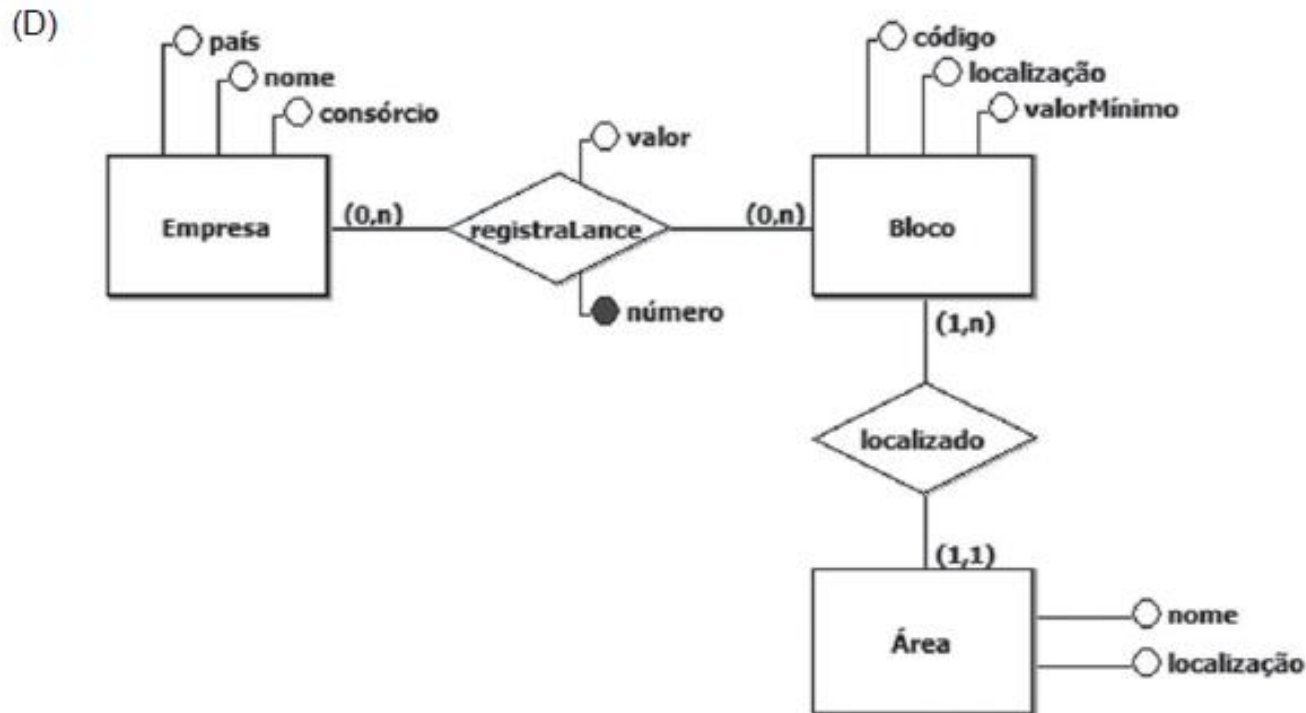 (D)
país
nome
consórcio
Empresa
(0,n)
valor
registraLance
número
(0,n)
código
localização
valorMínimo
Bloco
(1,n)
localizado
(1,1)
Área
nome
localização